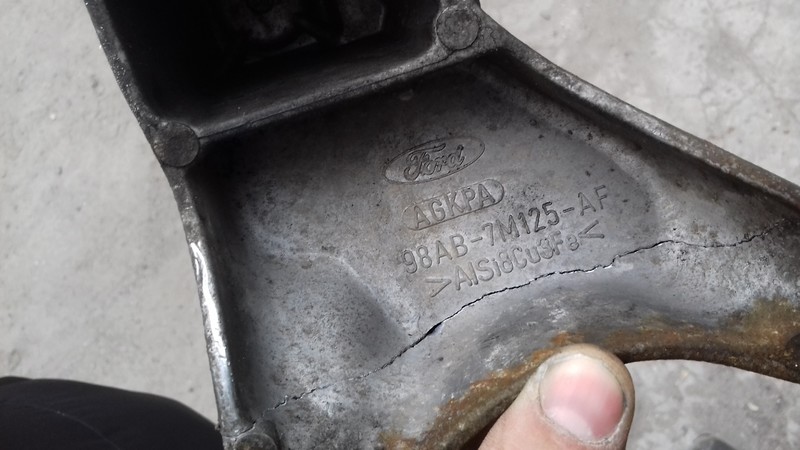 Ford
AGKPA
98AB-7M125-AF
>AlSi8Cu3Fe<